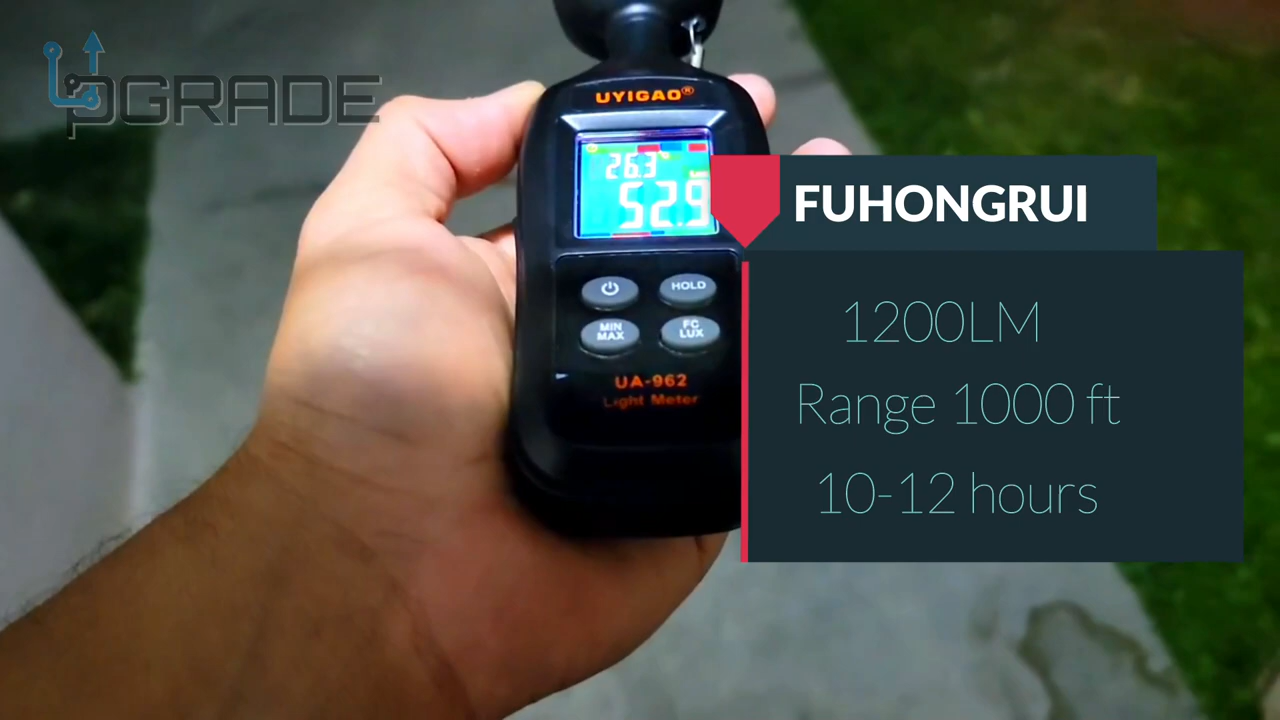 UPGRADE
UYIGAO®
26.3
52.9
HOLD
MIN
MAX
FC
LUX
UA-962
Light Meter
FUHONGRUI
1200LM
Range 1000 ft
10-12 hours